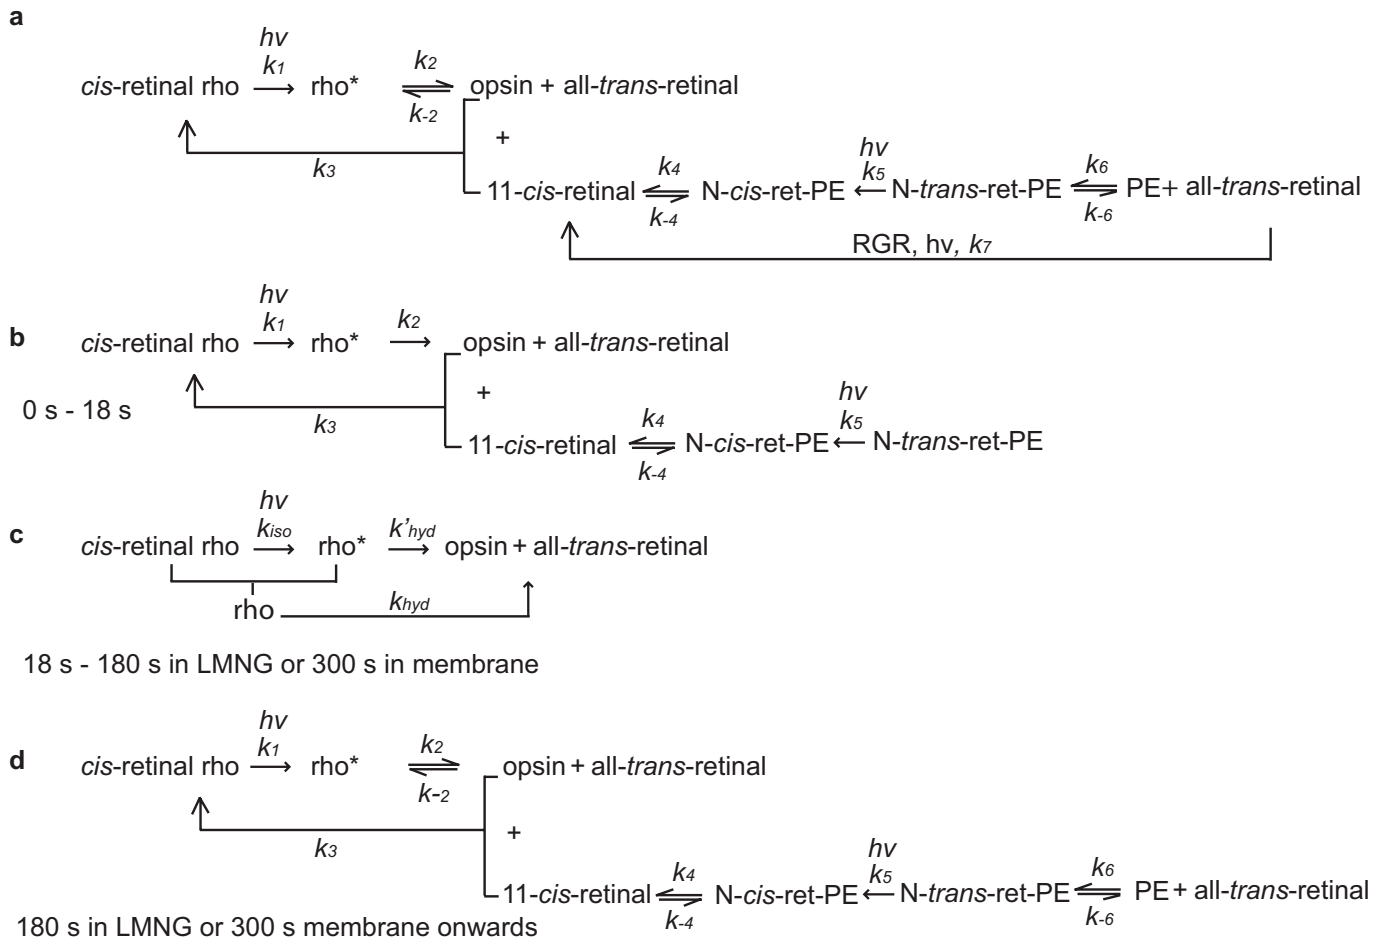 a
hv
cis-retinal rho k1 rho* k2 k-2 opsin + all-trans-retinal
+
k3
11-cis-retinal k4 k-4 N-cis-ret-PE hv k5 N-trans-ret-PE k6 k-6 PE+ all-trans-retinal
RGR, hv, k7
b
hv
cis-retinal rho k1 rho* k2 opsin + all-trans-retinal
+
0 s - 18 s
k3
11-cis-retinal k4 k-4 N-cis-ret-PE hv k5 N-trans-ret-PE
c
hv
cis-retinal rho kiso rho* k'hyd opsin + all-trans-retinal
rho khyd
18 s - 180 s in LMNG or 300 s in membrane
d
hv
cis-retinal rho k1 rho* k2 k-2 opsin + all-trans-retinal
+
k3
11-cis-retinal k4 k-4 N-cis-ret-PE hv k5 N-trans-ret-PE k6 k-6 PE + all-trans-retinal
180 s in LMNG or 300 s membrane onwards